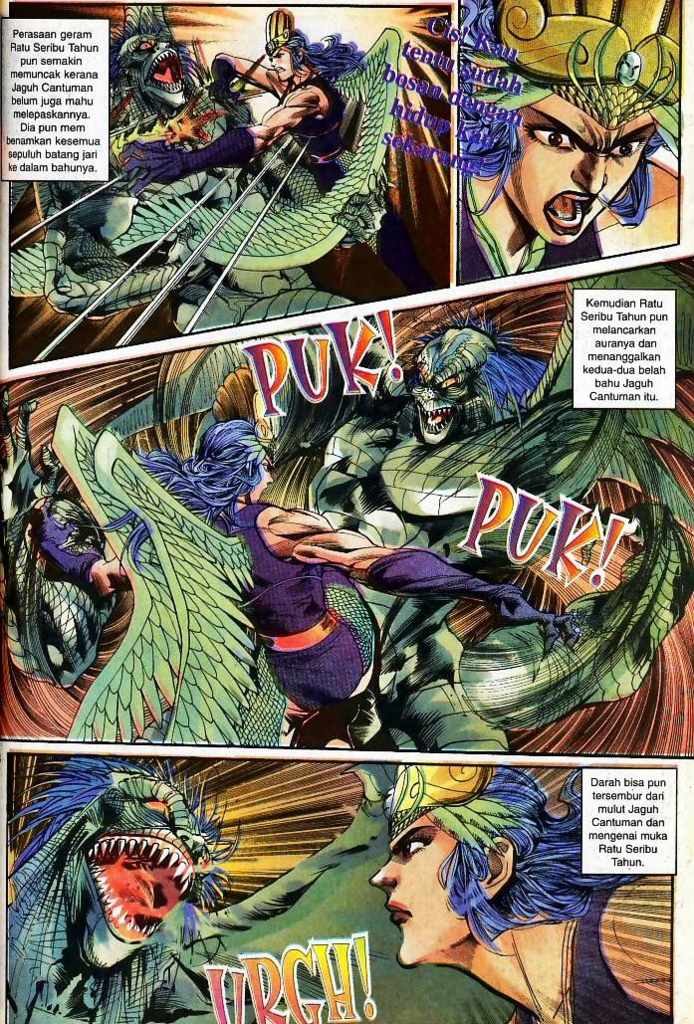 Perasaan geram
Ratu Seribu Tahun
pun semakin
memuncak kerana
Jaguh Cantuman
belum juga mahu
melepaskannya.
Dia pun mem
benamkan kesemua
sepuluh batang jari
ke dalam bahunya.
Cis! Kau
tentu sudah
bosan dengan
hidup kau
sekarang!
Kemudian Ratu
Seribu Tahun pun
melancarkan
auranya dan
menanggalkan
kedua-dua belah
bahu Jaguh
Cantuman itu.
PUK!
PUK!
Darah bisa pun
tersembur dari
mulut Jaguh
Cantuman dan
mengenai muka
Ratu Seribu
Tahun.
URGH!